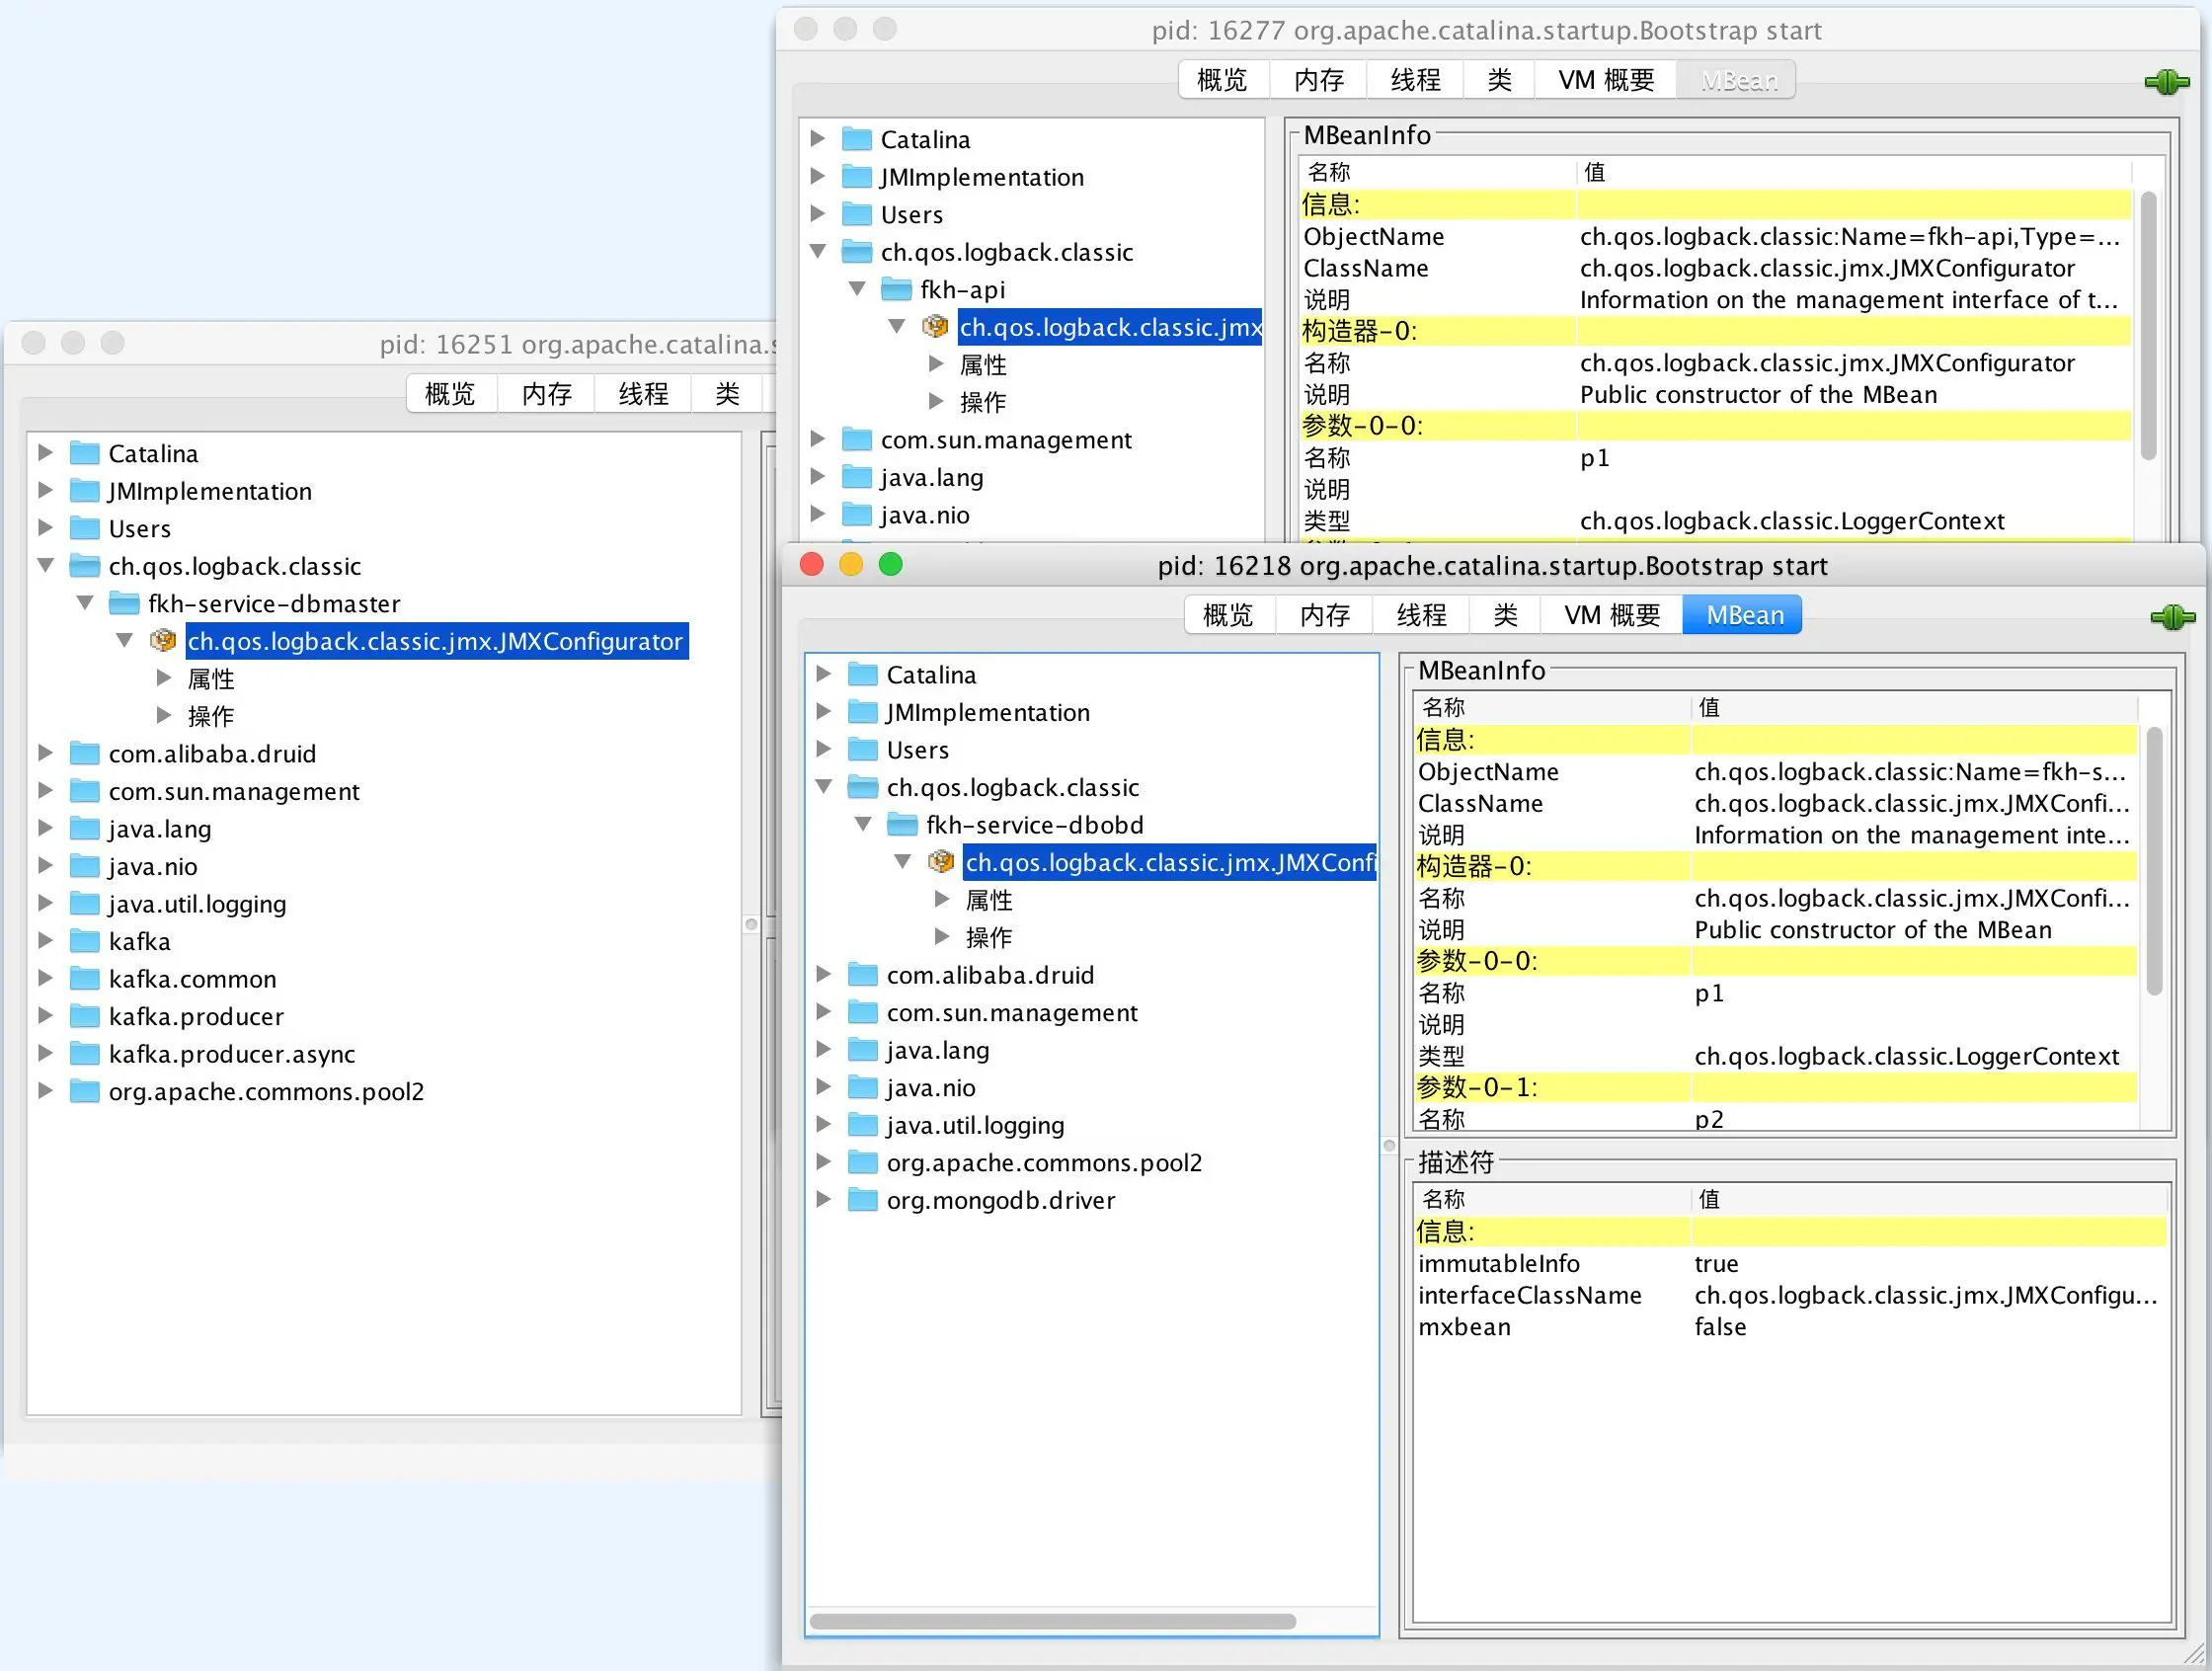 pid: 16277 org.apache.catalina.startup.Bootstrap start
概览 内存 线程 类 VM 概要 MBean
Catalina
JMImplementation
Users
ch.qos.logback.classic
fkh-api
ch.qos.logback.classic.jmx
属性
操作
com.sun.management
java.lang
java.nio
MBeanInfo
名称 值
信息:
ObjectName ch.qos.logback.classic:Name=fkh-api,Type=...
ClassName ch.qos.logback.classic.jmx.JMXConfigurator
说明 Information on the management interface of t...
构造器-0:
名称 ch.qos.logback.classic.jmx.JMXConfigurator
说明 Public constructor of the MBean
参数-0-0:
名称 p1
说明
类型 ch.qos.logback.classic.LoggerContext
pid: 16251 org.apache.catalina.s
概览 内存 线程 类
Catalina
JMImplementation
Users
ch.qos.logback.classic
fkh-service-dbmaster
ch.qos.logback.classic.jmx.JMXConfigurator
属性
操作
com.alibaba.druid
com.sun.management
java.lang
java.nio
java.util.logging
kafka
kafka.common
kafka.producer
kafka.producer.async
org.apache.commons.pool2
pid: 16218 org.apache.catalina.startup.Bootstrap start
概览 内存 线程 类 VM 概要 MBean
Catalina
JMImplementation
Users
ch.qos.logback.classic
fkh-service-dbobd
ch.qos.logback.classic.jmx.JMXConfi
属性
操作
com.alibaba.druid
com.sun.management
java.lang
java.nio
java.util.logging
org.apache.commons.pool2
org.mongodb.driver
MBeanInfo
名称 值
信息:
ObjectName ch.qos.logback.classic:Name=fkh-s...
ClassName ch.qos.logback.classic.jmx.JMXConfi...
说明 Information on the management inte...
构造器-0:
名称 ch.qos.logback.classic.jmx.JMXConfi...
说明 Public constructor of the MBean
参数-0-0:
名称 p1
说明
类型 ch.qos.logback.classic.LoggerContext
参数-0-1:
名称 p2
描述符
名称 值
信息:
immutableInfo true
interfaceClassName ch.qos.logback.classic.jmx.JMXConfigu...
mxbean false